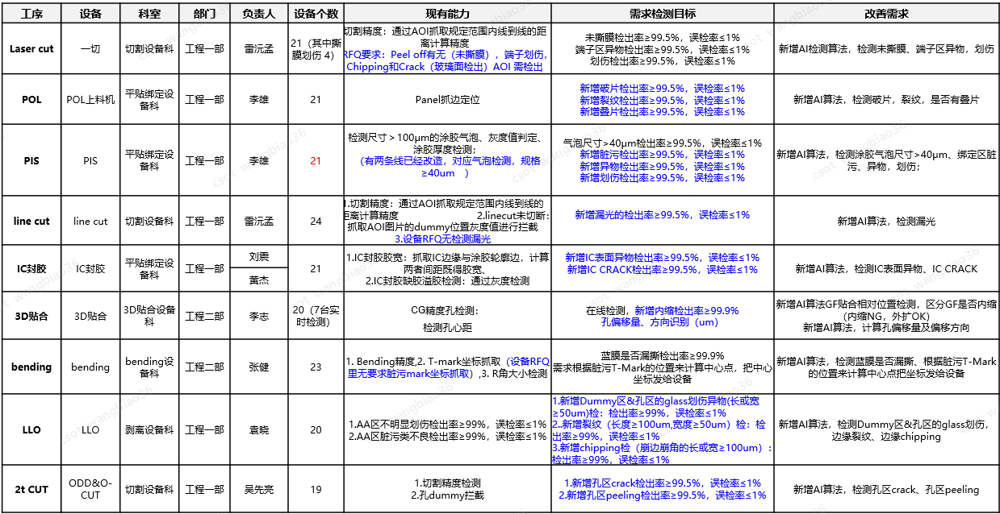 工序 设备 科室 部门 负责人 设备个数 现有能力 需求检测目标 改善需求
Laser cut 一切 切割设备科 工程一部 雷沅孟
21（其中撕
膜划伤 4）
切割精度：通过AOI抓取规定范围内线到线的距
离计算精度
RFQ要求：Peel off有无（未撕膜），端子划伤，
Chipping和Crack（玻璃面检出）AOI 需检出
未撕膜检出率≥99.5%，误检率≤1%
端子区异物检出率≥99.5%，误检率≤1%
划伤检出率≥99.5%，误检率≤1%
新增AI检测算法，检测未撕膜、端子区异物，划伤
POL POL上料机
平贴绑定设
备科
工程一部 李雄 21 Panel抓边定位
新增破片检出率≥99.5%，误检率≤1%
新增裂纹检出率≥99.5%，误检率≤1%
新增叠片检出率≥99.5%，误检率≤1%
新增AI算法，检测破片，裂纹，是否有叠片
PIS PIS
平贴绑定设
备科
工程一部 李雄 21
检测尺寸＞100μm的涂胶气泡、灰度值判定、
涂胶厚度检测；
（有两条线已经改造，对应气泡检测，规格
≥40um ）
气泡尺寸>40μm检出率≥99.5%，误检率≤1%
新增脏污检出率≥99.5%，误检率≤1%
新增异物检出率≥99.5%，误检率≤1%
新增划伤检出率≥99.5%，误检率≤1%
新增AI算法，检测涂胶气泡尺寸>40μm、绑定区脏
污、异物，划伤；
line cut line cut 切割设备科 工程一部 雷沅孟 24
1.切割精度：通过AOI抓取规定范围内线到线的
距离计算精度 2.linecut未切断：
抓取AOI图片的dummy位置灰度值进行拦截
3.设备RFQ无检测漏光
新增漏光的检出率≥99.5%，误检率≤1%
新增AI算法，检测漏光
IC封胶 IC封胶
平贴绑定设
备科
工程一部
刘震
黄杰
21
1.IC封胶胶宽：抓取IC边缘与涂胶轮廓边，计算
两者间距既得胶宽、
2.IC封胶缺胶溢胶检测：通过灰度检测
新增IC表面异物检出率≥99.5%，误检率≤1%
新增IC CRACK检出率≥99.5%，误检率≤1%
新增AI算法，检测IC表面异物、IC CRACK
3D贴合 3D贴合
3D贴合设备
科
工程二部 李志
20（7台实
时检测）
CG精度孔检测：
检测孔心距
在线检测，新增内缩检出率≥99.9%
孔偏移量、方向识别（um）
新增AI算法GF贴合相对位置检测，区分GF是否内缩
(内缩NG，外扩OK)
新增AI算法，计算孔偏移量及偏移方向
bending bending
bending设
备科
工程二部 张健 23
1. Bending精度,2. T-mark坐标抓取（设备RFQ
里无要求脏污mark坐标抓取）,3. R角大小检测
蓝膜是否漏撕检出率≥99.9%
需求根据脏污T-Mark的位置来计算中心点，把中心
坐标发给设备
新增AI算法，检测蓝膜是否漏撕、根据脏污T-Mark
的位置来计算中心点把坐标发给设备
LLO LLO 剥离设备科 工程一部 袁晓 20
1.AA区不明显划伤检出率≥99%，误检率≤1%
2.AA区脏污类不良检出率≥99%，误检率≤1%
1.新增Dummy区&孔区的glass划伤异物(长或宽
≥50um)检：检出率≥99%，误检率≤1%
2..新增裂纹（长度≥100um,宽度≥50um）检：检
出率≥99%，误检率≤1%
3.新增chipping检（崩边崩角的长或宽≥100um）：
检出率≥99%，误检率≤1%
新增AI算法，检测Dummy区&孔区的glass划伤，
边缘裂纹、边缘chipping
2t CUT
ODD&O-
CUT
切割设备科 工程一部 吴先亮 19
1.切割精度检测
2.孔dummy拦截
1.新增孔区crack检出率≥99.5%，误检率≤1%
2.新增孔区peeling检出率≥99.5%，误检率≤1%
新增AI算法，检测孔区crack、孔区peeling
csot wangbiao36